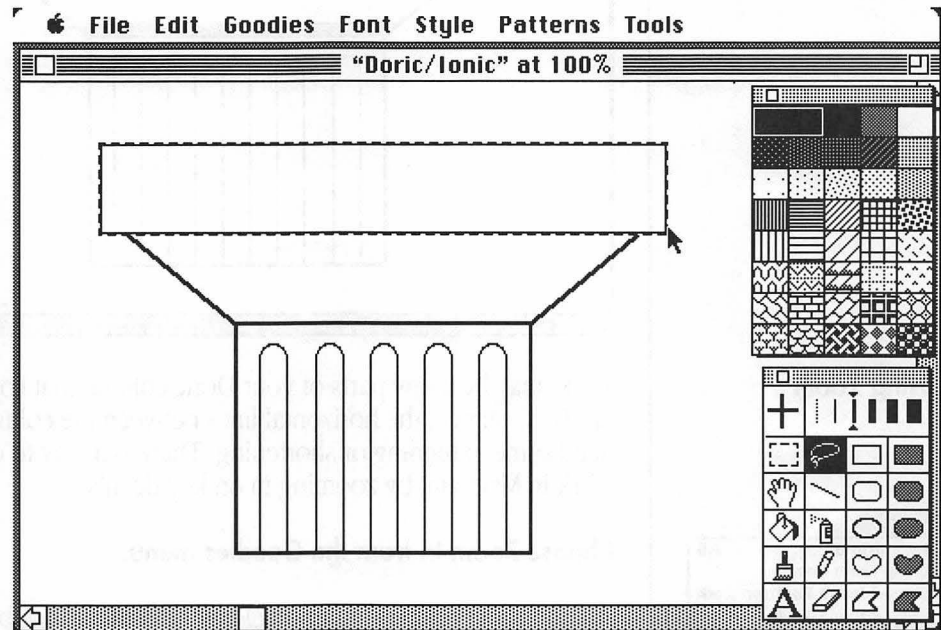 File Edit Goodies Font Style Patterns Tools
“Doric/Ionic” at 100%
A